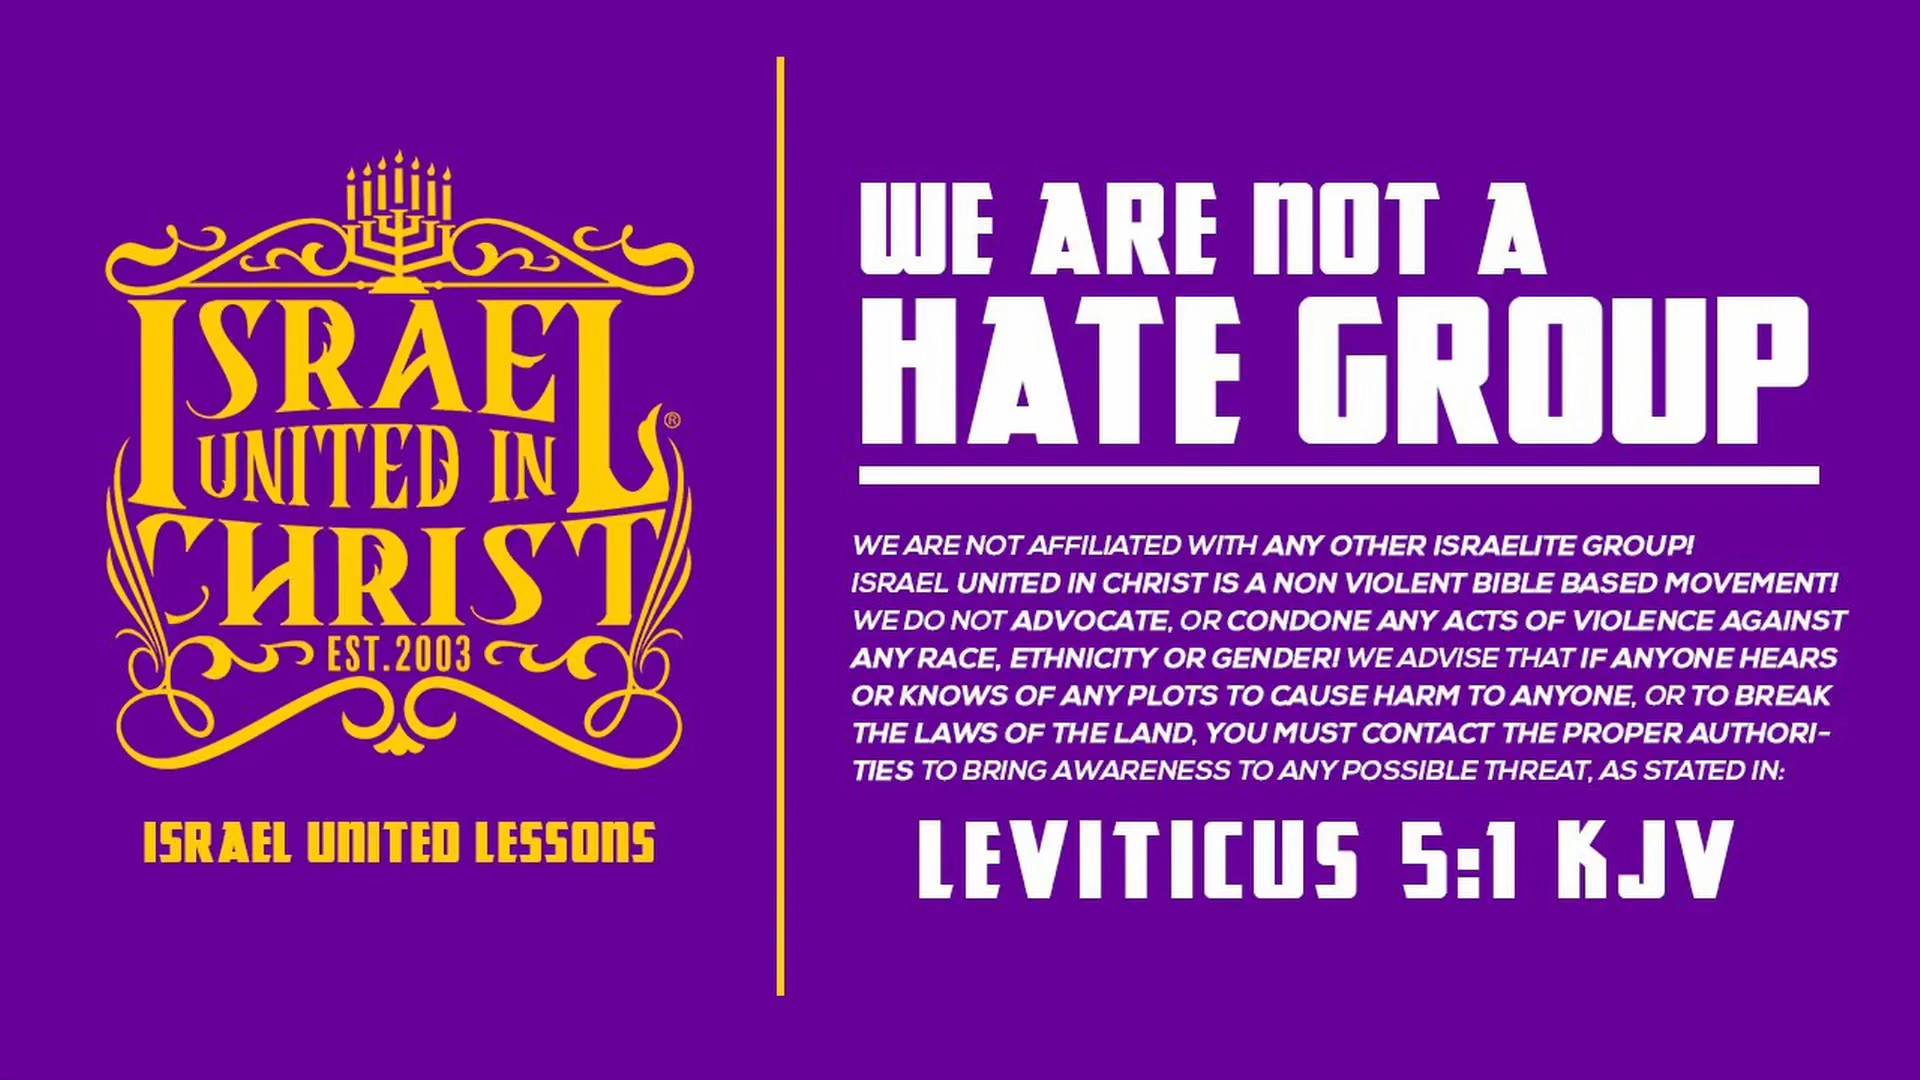 ISRAEL
UNITED IN
CHRIST
®
EST.2003
ISRAEL UNITED LESSONS
WE ARE NOT A
HATE GROUP
WE ARE NOT AFFILIATED WITH ANY OTHER ISRAELITE GROUP!
ISRAEL UNITED IN CHRIST IS A NON VIOLENT BIBLE BASED MOVEMENT!
WE DO NOT ADVOCATE, OR CONDONE ANY ACTS OF VIOLENCE AGAINST
ANY RACE, ETHNICITY OR GENDER! WE ADVISE THAT IF ANYONE HEARS
OR KNOWS OF ANY PLOTS TO CAUSE HARM TO ANYONE, OR TO BREAK
THE LAWS OF THE LAND, YOU MUST CONTACT THE PROPER AUTHORI-
TIES TO BRING AWARENESS TO ANY POSSIBLE THREAT, AS STATED IN:
LEVITICUS 5:1 KJV